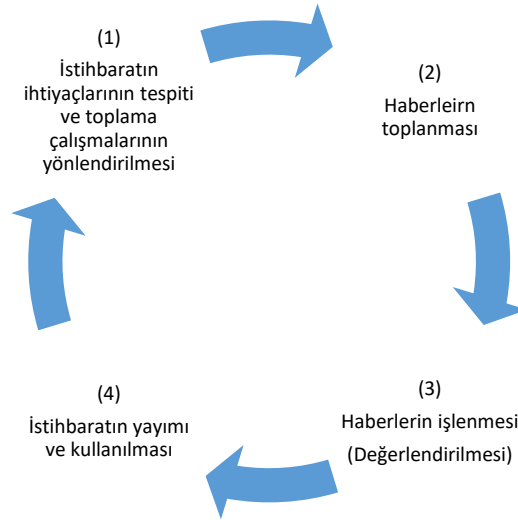 (1)
İstihbaratın
ihtiyaçlarının tespiti
ve toplama
çalışmalarının
yönlendirilmesi
(2)
Haberleirn
toplanması
(3)
Haberlerin işlenmesi
(Değerlendirilmesi)
(4)
İstihbaratın yayımı
ve kullanılması